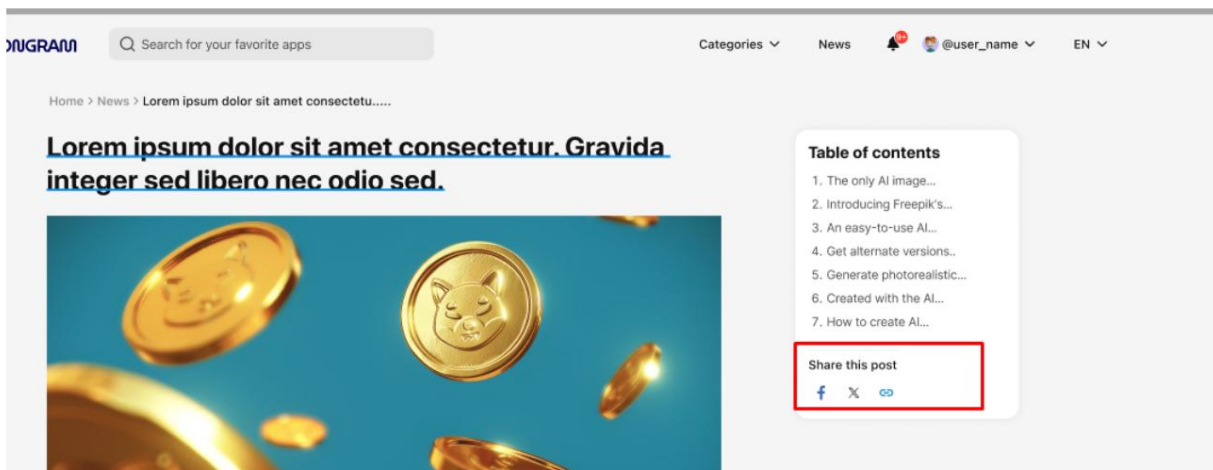 ONGRAM
Search for your favorite apps
Categories
News
9+
@user_name
EN
Home > News > Lorem ipsum dolor sit amet consectetu.....
Lorem ipsum dolor sit amet consectetur. Gravida
integer sed libero nec odio sed.
Table of contents
1. The only AI image...
2. Introducing Freepik's...
3. An easy-to-use AI...
4. Get alternate versions..
5. Generate photorealistic...
6. Created with the AI...
7. How to create AI...
Share this post